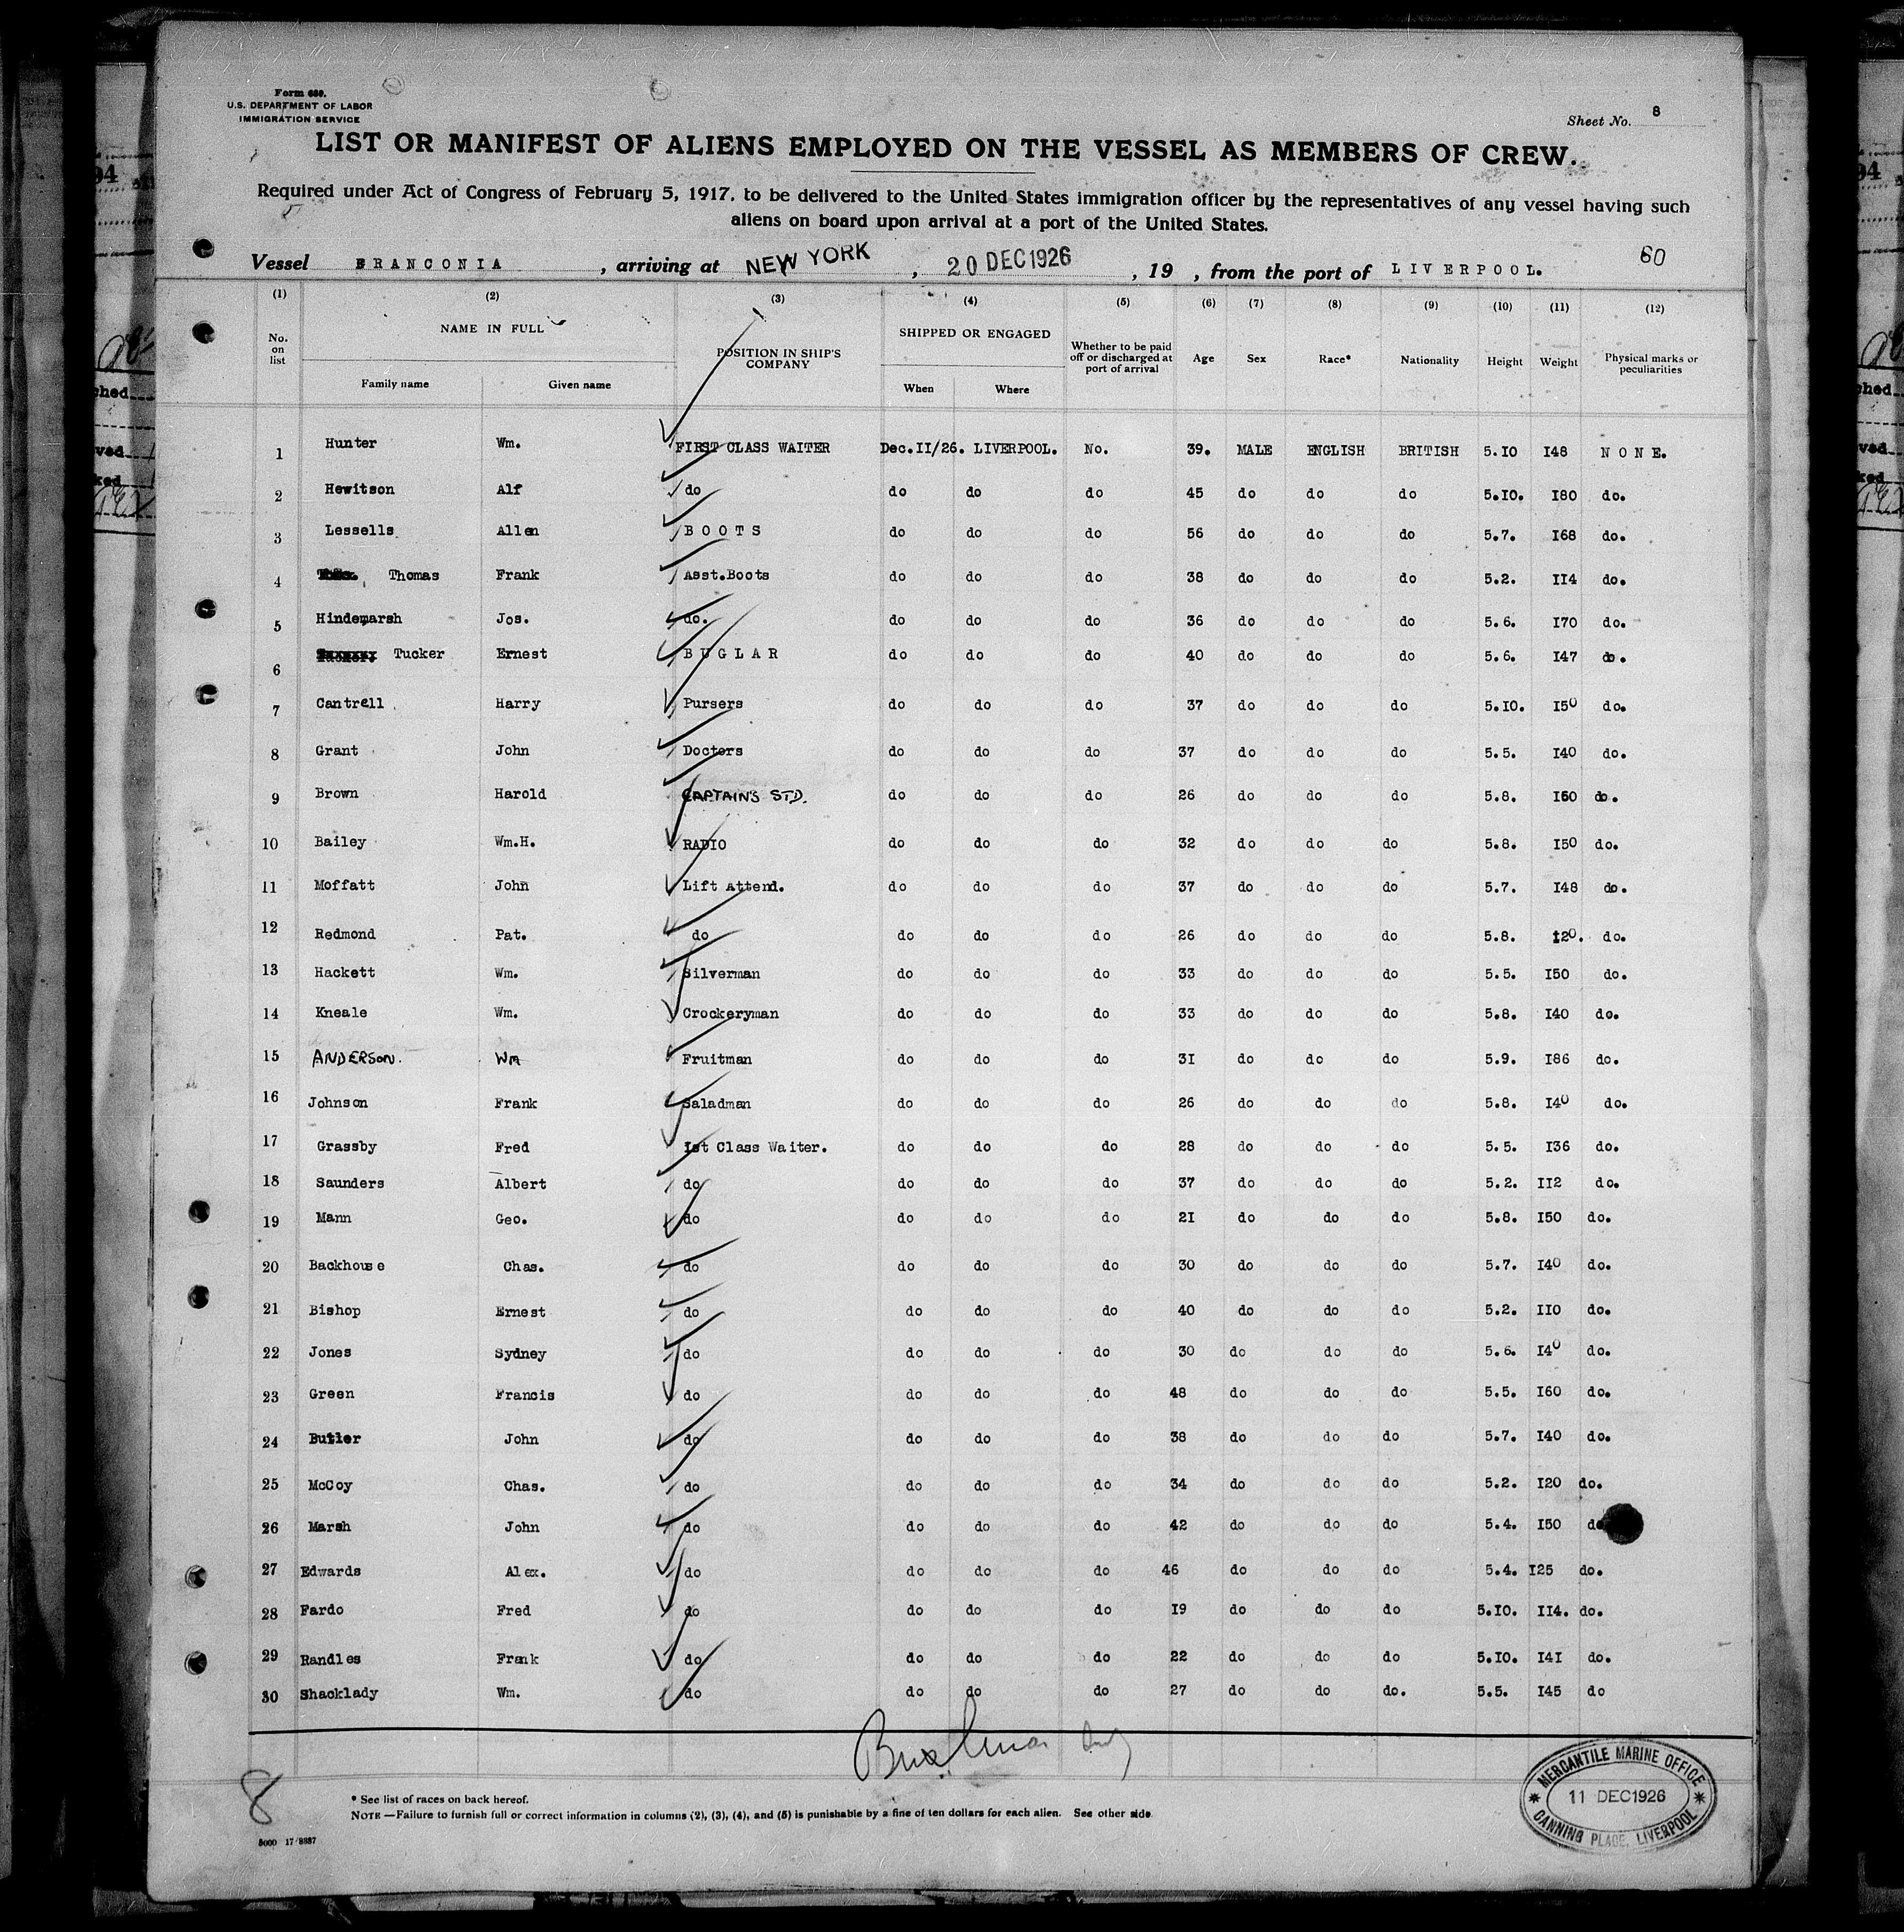 Form 680.
U.S. DEPARTMENT OF LABOR
IMMIGRATION SERVICE
Sheet No. 8
LIST OR MANIFEST OF ALIENS EMPLOYED ON THE VESSEL AS MEMBERS OF CREW.
Required under Act of Congress of February 5, 1917, to be delivered to the United States immigration officer by the representatives of any vessel having such
aliens on board upon arrival at a port of the United States.
60
Vessel FRANCONIA , arriving at NEW YORK , 20 DEC 1926 , 19 , from the port of LIVERPOOL.
(1) (2) (3) (4) (5) (6) (7) (8) (9) (10) (11) (12)
No. on list NAME IN FULL Family name Given name POSITION IN SHIP'S COMPANY SHIPPED OR ENGAGED When Where Whether to be paid off or discharged at port of arrival Age Sex Race* Nationality Height Weight Physical marks or peculiarities
1 Hunter Wm. FIRST CLASS WAITER Dec.II/26. LIVERPOOL. No. 39. MALE ENGLISH BRITISH 5.I0 I48 NONE.
2 Hewitson Alf do do do do 45 do do do 5.I0. I80 do.
3 Lessells Allen BOOTS do do do 56 do do do 5.7. I68 do.
4 Thomas Frank Asst.Boots do do do 38 do do do 5.2. II4 do.
5 Hindemarsh Jos. do. do do do 36 do do do 5.6. I70 do.
6 Tucker Ernest BUGLAR do do do 40 do do do 5.6. I47 do.
7 Cantrell Harry Pursers do do do 37 do do do 5.I0. I50 do.
8 Grant John Doctors do do do 37 do do do 5.5. I40 do.
9 Brown Harold CAPTAIN'S STD. do do do 26 do do do 5.8. I60 do.
10 Bailey Wm.H. RADIO do do do 32 do do do 5.8. I50 do.
11 Moffatt John Lift Attend. do do do 37 do do do 5.7. I48 do.
12 Redmond Pat. do do do do 26 do do do 5.8. I20. do.
13 Hackett Wm. Silverman do do do 33 do do do 5.5. I50 do.
14 Kneale Wm. Crockeryman do do do 33 do do do 5.8. I40 do.
15 ANDERSON. Wm Fruitman do do do 3I do do do 5.9. I86 do.
16 Johnson Frank Saladman do do do 26 do do do 5.8. I40 do.
17 Grassby Fred Ist Class Waiter. do do do 28 do do do 5.5. I36 do.
18 Saunders Albert do do do do 37 do do do 5.2. II2 do.
19 Mann Geo. do do do do 2I do do do 5.8. I50 do.
20 Backhouse Chas. do do do do 30 do do do 5.7. I40 do.
21 Bishop Ernest do do do do 40 do do do 5.2. II0 do.
22 Jones Sydney do do do do 30 do do do 5.6. I40 do.
23 Green Francis do do do do 48 do do do 5.5. I60 do.
24 Butler John do do do do 38 do do do 5.7. I40 do.
25 McCoy Chas. do do do do 34 do do do 5.2. I20 do.
26 Marsh John do do do do 42 do do do 5.4. I50 do
27 Edwards Alex. do do do do 46 do do do 5.4. I25 do.
28 Fardo Fred do do do do I9 do do do 5.I0. II4. do.
29 Randles Frank do do do do 22 do do do 5.I0. I4I do.
30 Shacklady Wm. do do do do 27 do do do. 5.5. I45 do
MERCANTILE MARINE OFFICE
11 DEC 1926
CANNING PLACE, LIVERPOOL
8
* See list of races on back hereof.
NOTE—Failure to furnish full or correct information in columns (2), (3), (4), and (5) is punishable by a fine of ten dollars for each alien. See other side.